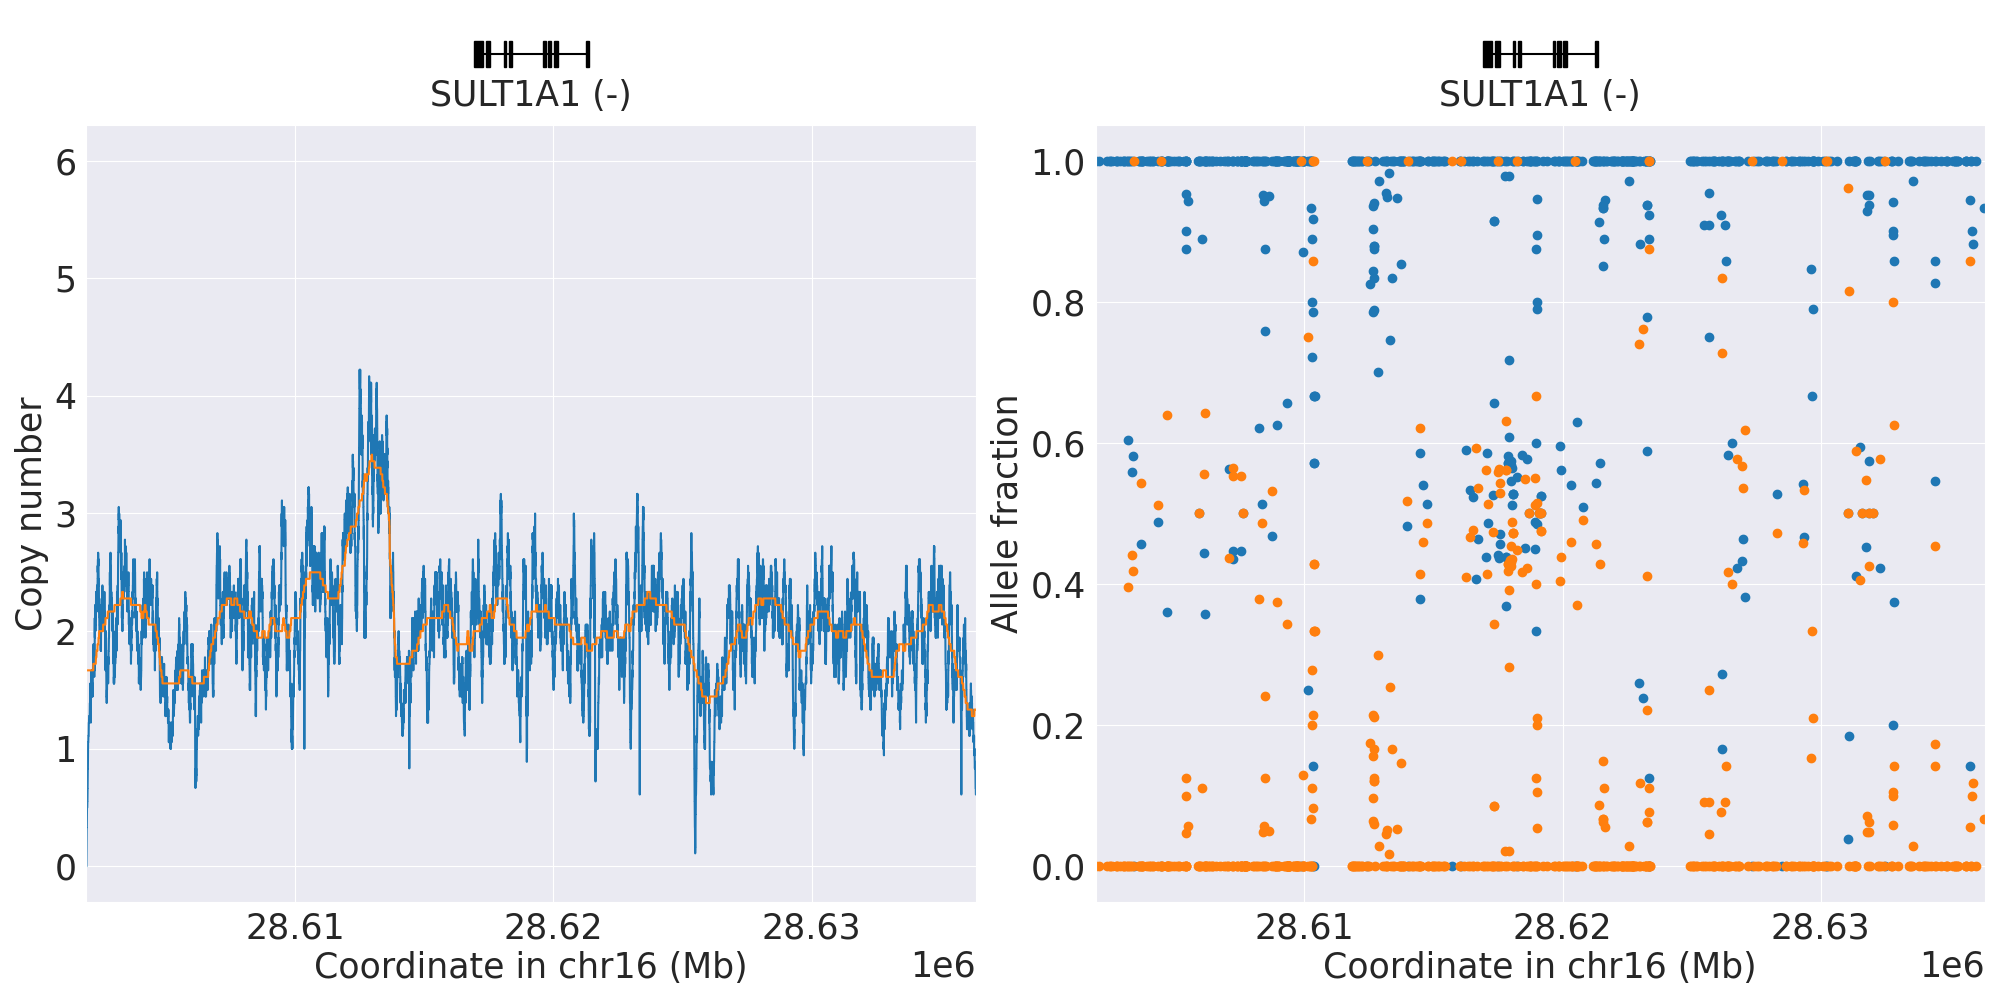 SULT1A1 (-)
Copy number
6
5
4
3
2
1
0
28.61
28.62
28.63
Coordinate in chr16 (Mb)
1e6
SULT1A1 (-)
Allele fraction
1.0
0.8
0.6
0.4
0.2
0.0
28.61
28.62
28.63
Coordinate in chr16 (Mb)
1e6